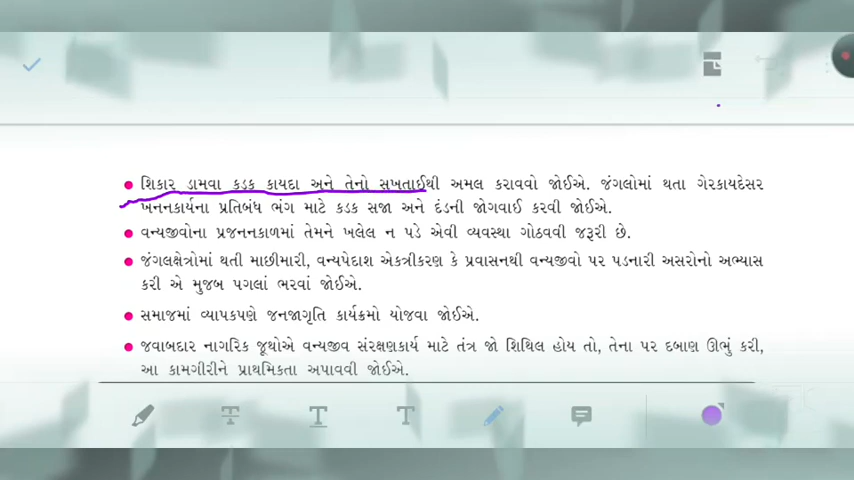 શિકાર ડામવા કડક કાયદા અને તેનો સખતાઈથી અમલ કરાવવો જોઈએ. જંગલોમાં થતા ગેરકાયદેસર
ખનનકાર્યના પ્રતિબંધ ભંગ માટે કડક સજા અને દંડની જોગવાઈ કરવી જોઈએ.
વન્યજીવોના પ્રજનનકાળમાં તેમને ખલેલ ન પડે એવી વ્યવસ્થા ગોઠવવી જરૂરી છે.
જંગલક્ષેત્રોમાં થતી માછીમારી, વન્યપેદાશ એકત્રીકરણ કે પ્રવાસનથી વન્યજીવો પર પડનારી અસરોનો અભ્યાસ
કરી એ મુજબ પગલાં ભરવાં જોઈએ.
સમાજમાં વ્યાપકપણે જનજાગૃતિ કાર્યક્રમો યોજવા જોઈએ.
જવાબદાર નાગરિક જૂથોએ વન્યજીવ સંરક્ષણકાર્ય માટે તંત્ર જો શિથિલ હોય તો, તેના પર દબાણ ઊભું કરી,
આ કામગીરીને પ્રાથમિકતા અપાવવી જોઈએ.